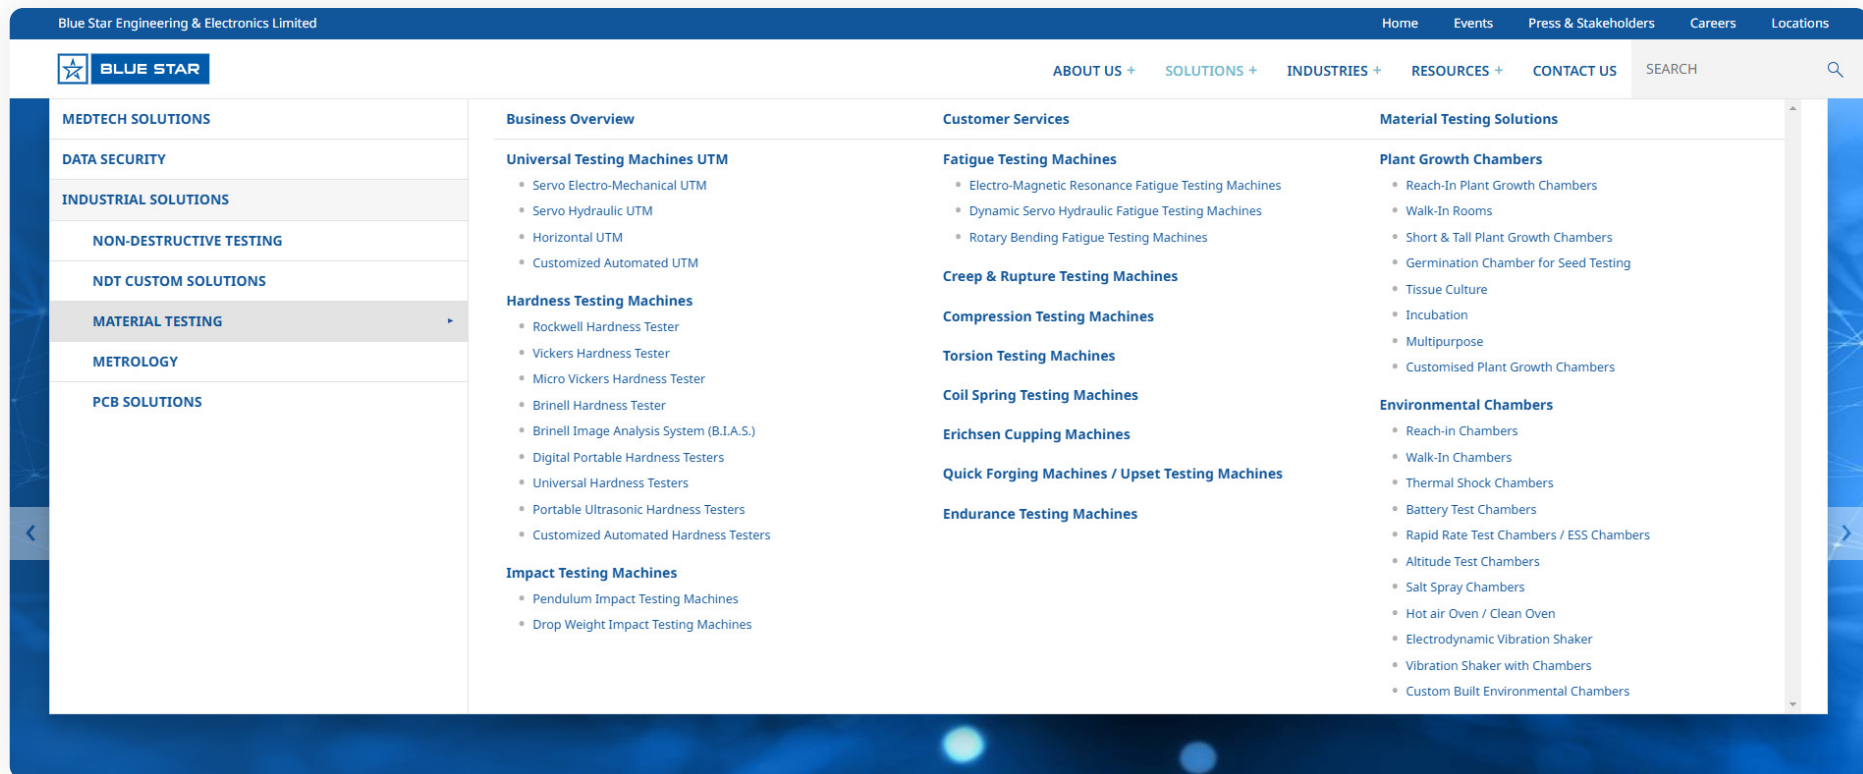 Blue Star Engineering & Electronics Limited
Home
Events
Press & Stakeholders
Careers
Locations
BLUE STAR
ABOUT US +
SOLUTIONS +
INDUSTRIES +
RESOURCES +
CONTACT US
SEARCH
MEDTECH SOLUTIONS
DATA SECURITY
INDUSTRIAL SOLUTIONS
NON-DESTRUCTIVE TESTING
NDT CUSTOM SOLUTIONS
MATERIAL TESTING
METROLOGY
PCB SOLUTIONS
Business Overview
Universal Testing Machines UTM
Servo Electro-Mechanical UTM
Servo Hydraulic UTM
Horizontal UTM
Customized Automated UTM
Hardness Testing Machines
Rockwell Hardness Tester
Vickers Hardness Tester
Micro Vickers Hardness Tester
Brinell Hardness Tester
Brinell Image Analysis System (B.I.A.S.)
Digital Portable Hardness Testers
Universal Hardness Testers
Portable Ultrasonic Hardness Testers
Customized Automated Hardness Testers
Impact Testing Machines
Pendulum Impact Testing Machines
Drop Weight Impact Testing Machines
Customer Services
Fatigue Testing Machines
Electro-Magnetic Resonance Fatigue Testing Machines
Dynamic Servo Hydraulic Fatigue Testing Machines
Rotary Bending Fatigue Testing Machines
Creep & Rupture Testing Machines
Compression Testing Machines
Torsion Testing Machines
Coil Spring Testing Machines
Erichsen Cupping Machines
Quick Forging Machines / Upset Testing Machines
Endurance Testing Machines
Material Testing Solutions
Plant Growth Chambers
Reach-In Plant Growth Chambers
Walk-In Rooms
Short & Tall Plant Growth Chambers
Germination Chamber for Seed Testing
Tissue Culture
Incubation
Multipurpose
Customised Plant Growth Chambers
Environmental Chambers
Reach-in Chambers
Walk-In Chambers
Thermal Shock Chambers
Battery Test Chambers
Rapid Rate Test Chambers / ESS Chambers
Altitude Test Chambers
Salt Spray Chambers
Hot air Oven / Clean Oven
Electrodynamic Vibration Shaker
Vibration Shaker with Chambers
Custom Built Environmental Chambers